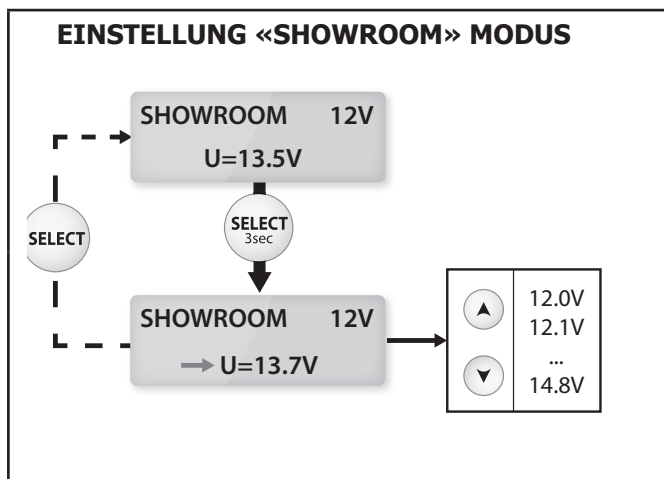 EINSTELLUNG «SHOWROOM» MODUS
SHOWROOM 12V
U=13.5V
SELECT
SELECT
3sec
SHOWROOM 12V
U=13.7V
12.0V
12.1V
...
14.8V